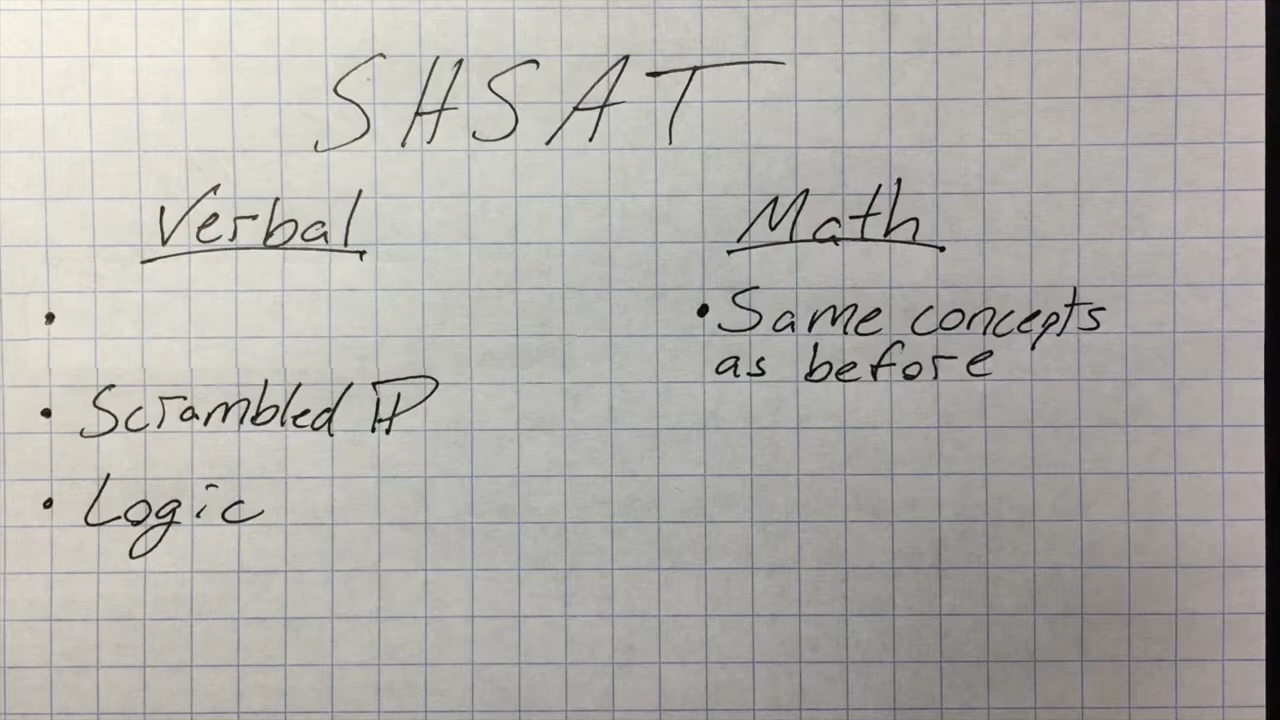 SHSAT
Verbal
Math
•
• Same concepts
as before
• Scrambled
• Logic